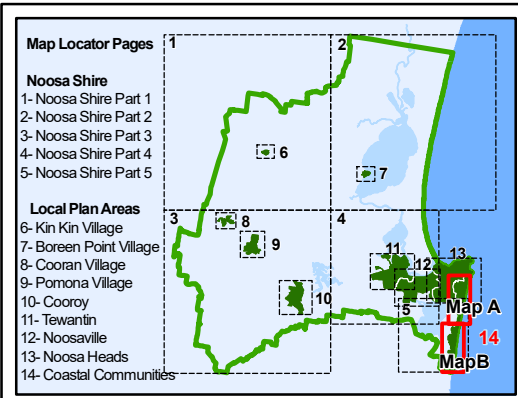 Map Locator Pages
Noosa Shire
1- Noosa Shire Part 1
2- Noosa Shire Part 2
3- Noosa Shire Part 3
4- Noosa Shire Part 4
5- Noosa Shire Part 5
Local Plan Areas
6- Kin Kin Village
7- Boreen Point Village
8- Cooran Village
9- Pomona Village
10- Cooroy
11- Tewantin
12- Noosaville
13- Noosa Heads
14- Coastal Communities
1
2
6
7
3
4
8
9
10
11
12
13
5
Map A
14
MapB